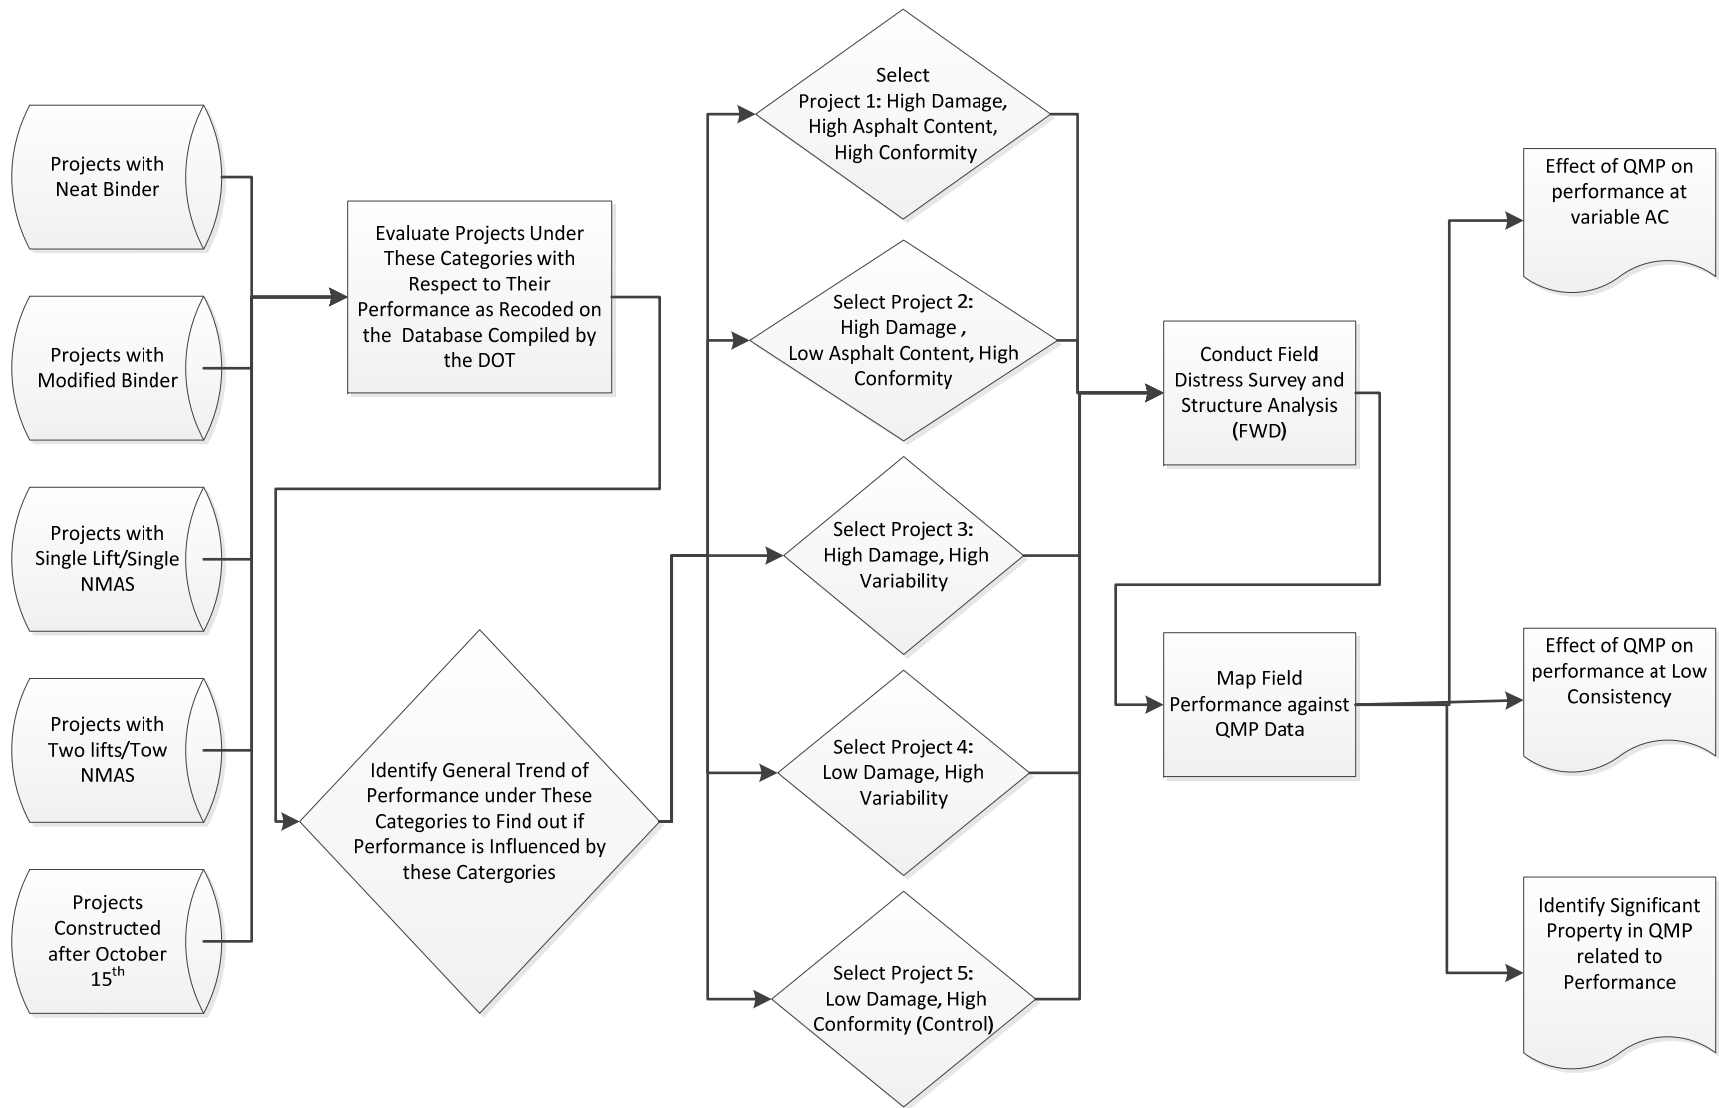 Projects with
Neat Binder
Projects with
Modified Binder
Projects with
Single Lift/Single
NMAS
Projects with
Two lifts/Tow
NMAS
Projects
Constructed
after October
15th
Evaluate Projects Under
These Categories with
Respect to Their
Performance as Recoded on
the Database Compiled by
the DOT
Identify General Trend of
Performance under These
Categories to Find out if
Performance is Influenced by
these Catergories
Select
Project 1: High Damage,
High Asphalt Content,
High Conformity
Select Project 2:
High Damage ,
Low Asphalt Content, High
Conformity
Select Project 3:
High Damage, High
Variability
Select Project 4:
Low Damage, High
Variability
Select Project 5:
Low Damage, High
Conformity (Control)
Conduct Field
Distress Survey and
Structure Analysis
(FWD)
Map Field
Performance against
QMP Data
Effect of QMP on
performance at
variable AC
Effect of QMP on
performance at Low
Consistency
Identify Significant
Property in QMP
related to
Performance